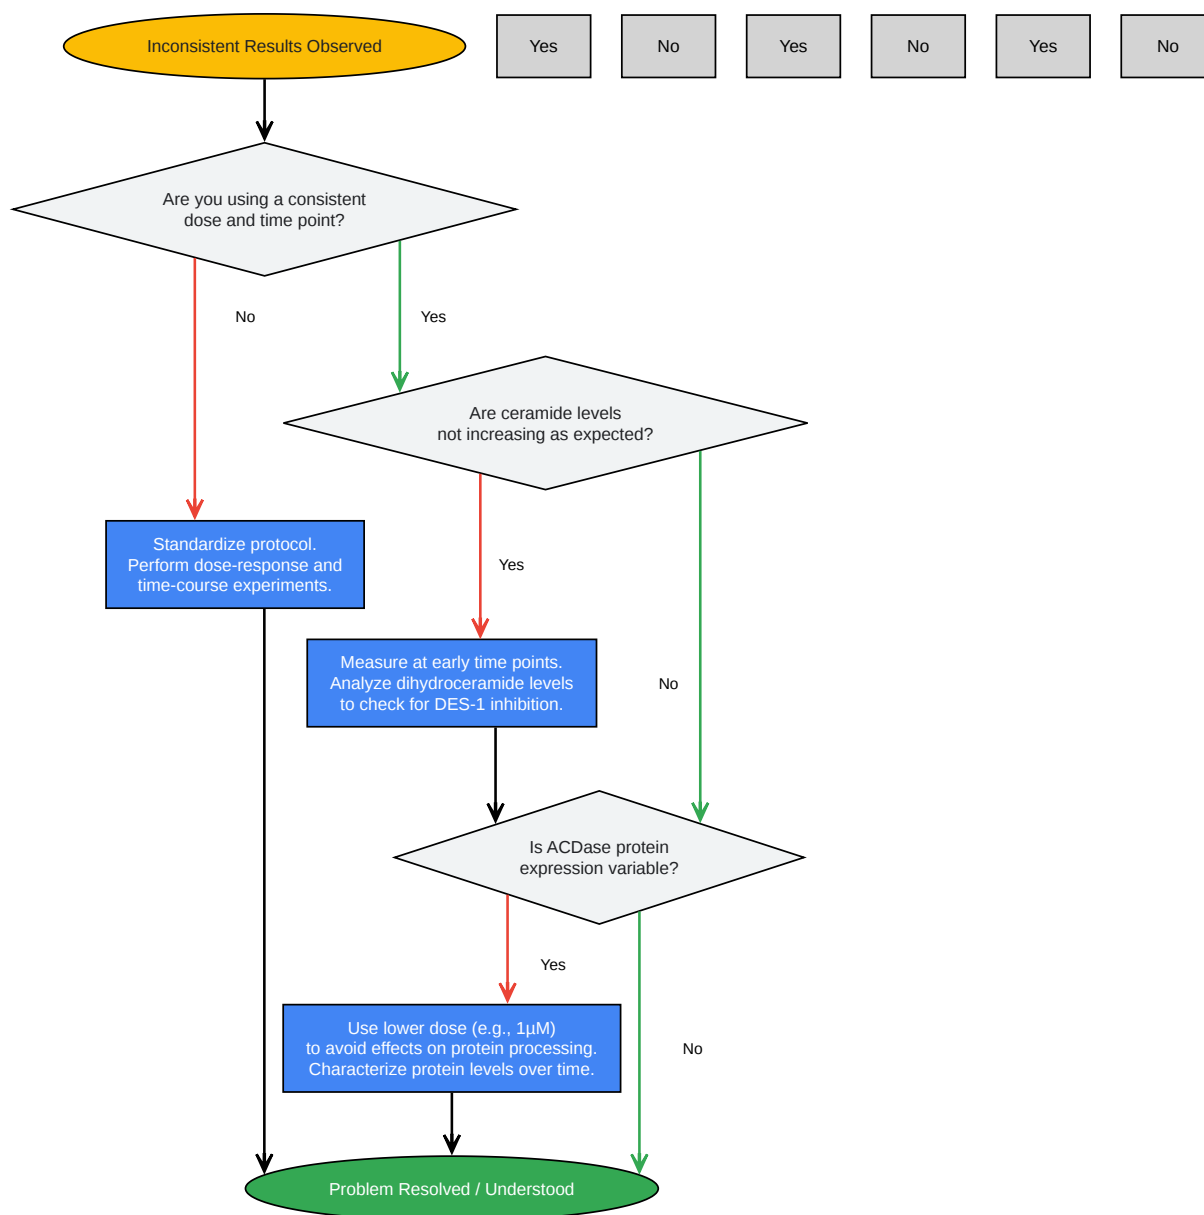 Inconsistent Results Observed
Yes
No
Yes
No
Yes
No
Are you using a consistent
dose and time point?
No
Yes
Are ceramide levels
not increasing as expected?
Standardize protocol.
Perform dose-response and
time-course experiments.
Yes
Measure at early time points.
Analyze dihydroceramide levels
to check for DES-1 inhibition.
No
Is ACDase protein
expression variable?
Yes
Use lower dose (e.g., 1µM)
to avoid effects on protein processing.
Characterize protein levels over time.
No
Problem Resolved / Understood